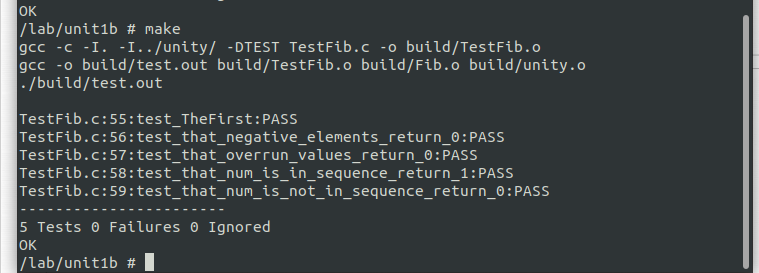 OK
/lab/unit1b # make
gcc -c -I. -I../unity/ -DTEST TestFib.c -o build/TestFib.o
gcc -o build/test.out build/TestFib.o build/Fib.o build/unity.o
./build/test.out
TestFib.c:55:test_TheFirst:PASS
TestFib.c:56:test_that_negative_elements_return_0:PASS
TestFib.c:57:test_that_overrun_values_return_0:PASS
TestFib.c:58:test_that_num_is_in_sequence_return_1:PASS
TestFib.c:59:test_that_num_is_not_in_sequence_return_0:PASS
-----------------------
5 Tests 0 Failures 0 Ignored
OK
/lab/unit1b #